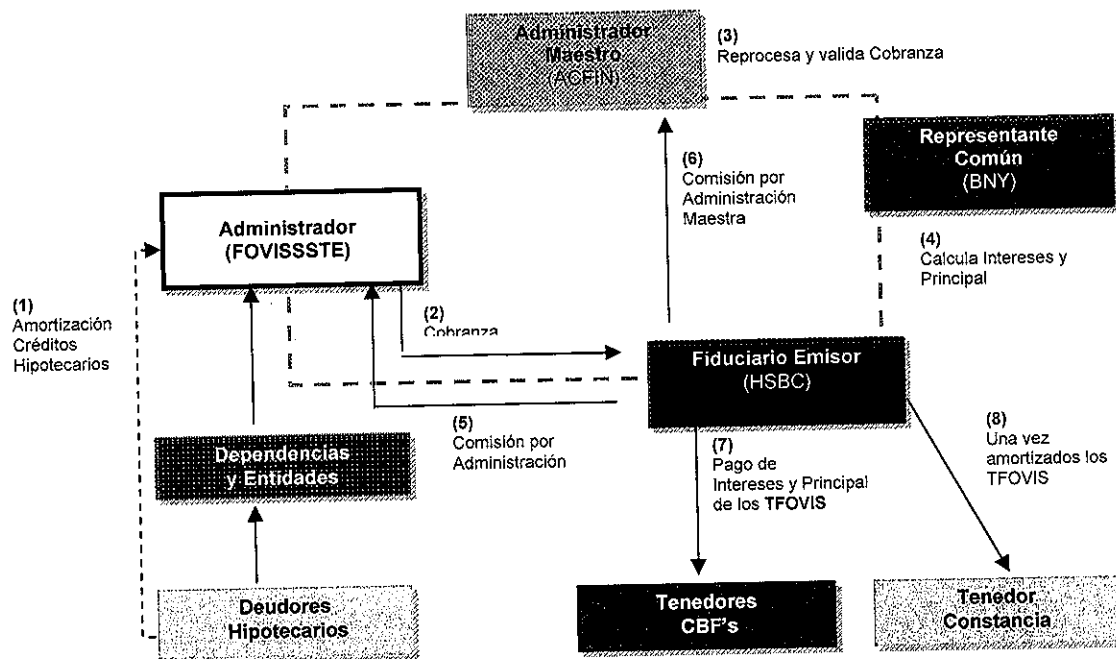 Administrador
Maestro
(ACFIN)
(3)
Reprocesa y valida Cobranza
Representante
Común
(BNY)
(6)
Comisión por
Administración
Maestra
Administrador
(FOVISSSTE)
(4)
Calcula Intereses y
Principal
(1)
Amortización
Créditos
Hipotecarios
(2)
Cobranza
Fiduciario Emisor
(HSBC)
(5)
Comisión por
Administración
(7)
Pago de
Intereses y Principal
de los TFOVIS
(8)
Una vez
amortizados los
TFOVIS
Dependencias
y Entidades
Deudores
Hipotecarios
Tenedores
CBF's
Tenedor
Constancia